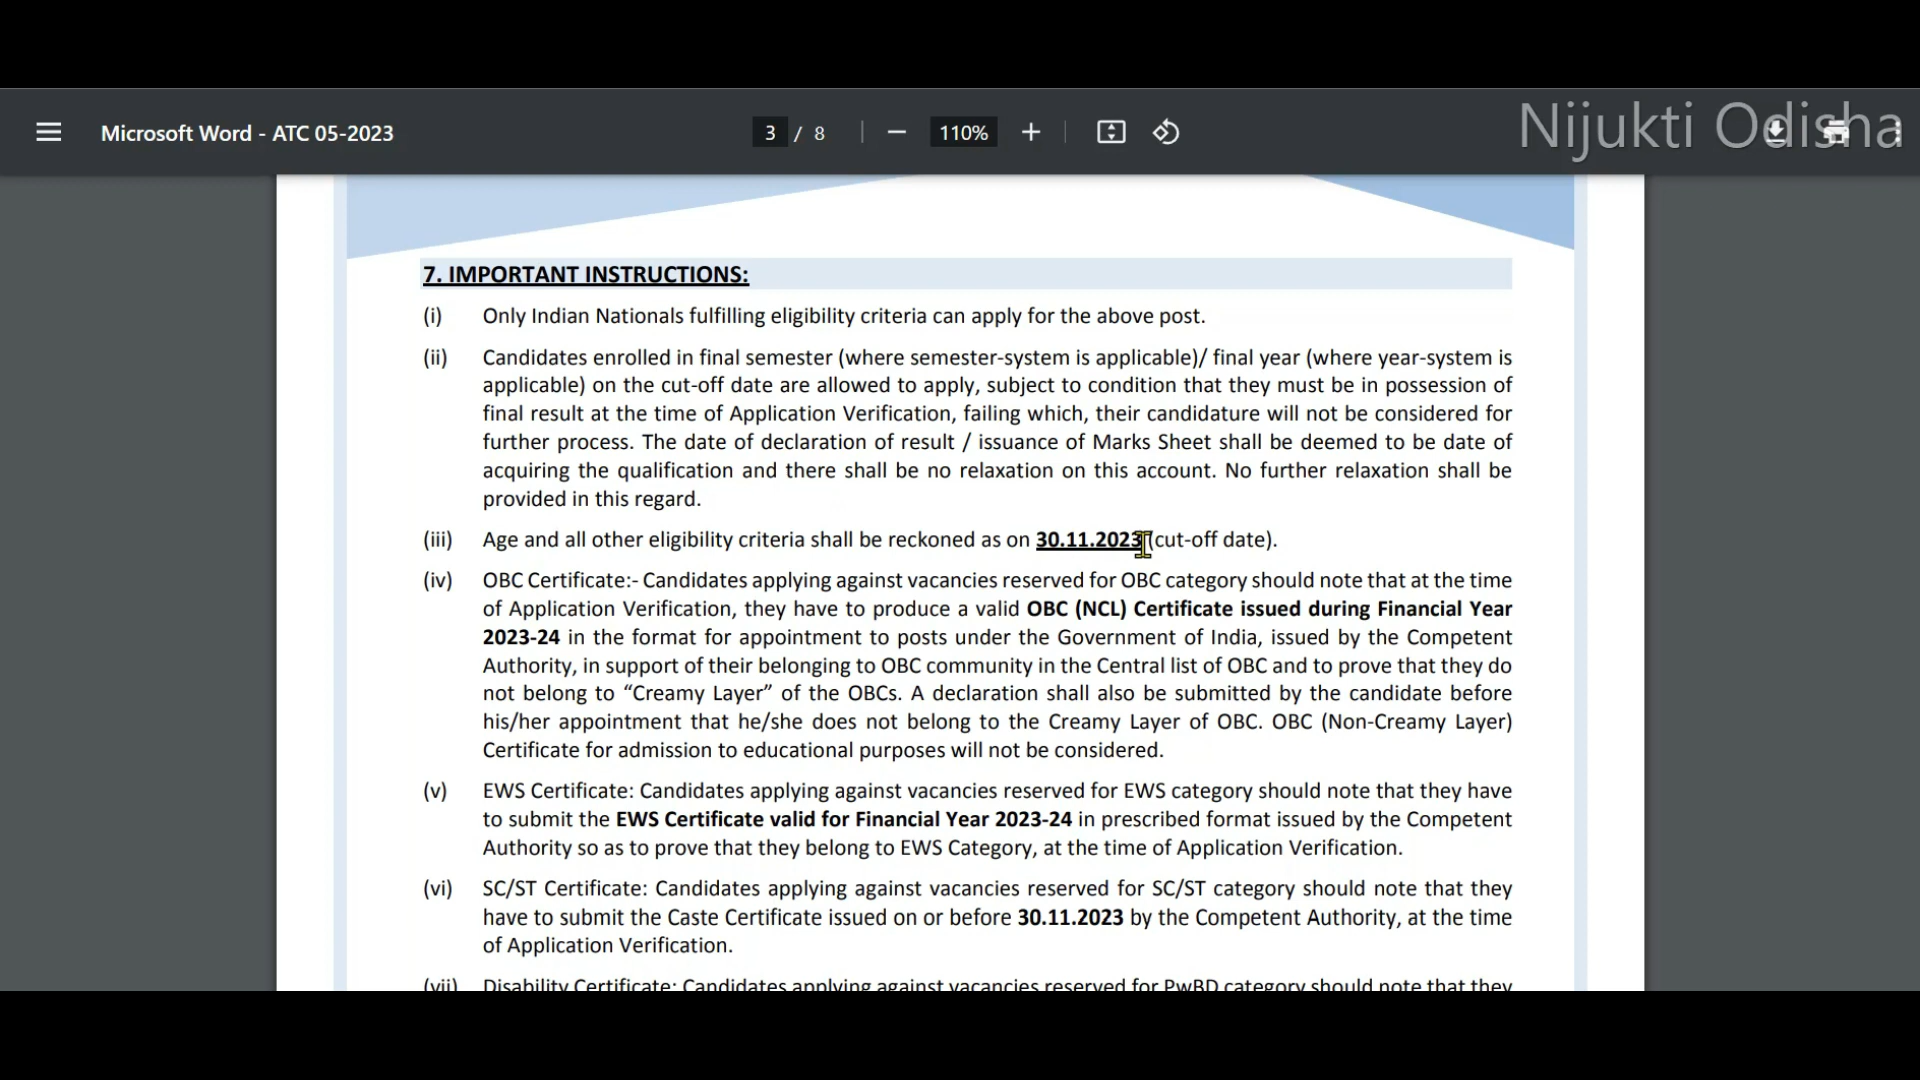 Microsoft Word - ATC 05-2023
3 / 8
110%
Nijukti Odisha
7. IMPORTANT INSTRUCTIONS:
(i) Only Indian Nationals fulfilling eligibility criteria can apply for the above post.
(ii) Candidates enrolled in final semester (where semester-system is applicable)/ final year (where year-system is
applicable) on the cut-off date are allowed to apply, subject to condition that they must be in possession of
final result at the time of Application Verification, failing which, their candidature will not be considered for
further process. The date of declaration of result / issuance of Marks Sheet shall be deemed to be date of
acquiring the qualification and there shall be no relaxation on this account. No further relaxation shall be
provided in this regard.
(iii) Age and all other eligibility criteria shall be reckoned as on 30.11.2023 (cut-off date).
(iv) OBC Certificate:- Candidates applying against vacancies reserved for OBC category should note that at the time
of Application Verification, they have to produce a valid OBC (NCL) Certificate issued during Financial Year
2023-24 in the format for appointment to posts under the Government of India, issued by the Competent
Authority, in support of their belonging to OBC community in the Central list of OBC and to prove that they do
not belong to “Creamy Layer” of the OBCs. A declaration shall also be submitted by the candidate before
his/her appointment that he/she does not belong to the Creamy Layer of OBC. OBC (Non-Creamy Layer)
Certificate for admission to educational purposes will not be considered.
(v) EWS Certificate: Candidates applying against vacancies reserved for EWS category should note that they have
to submit the EWS Certificate valid for Financial Year 2023-24 in prescribed format issued by the Competent
Authority so as to prove that they belong to EWS Category, at the time of Application Verification.
(vi) SC/ST Certificate: Candidates applying against vacancies reserved for SC/ST category should note that they
have to submit the Caste Certificate issued on or before 30.11.2023 by the Competent Authority, at the time
of Application Verification.
(vii) Disability Certificate: Candidates applying against vacancies reserved for PwBD category should note that they